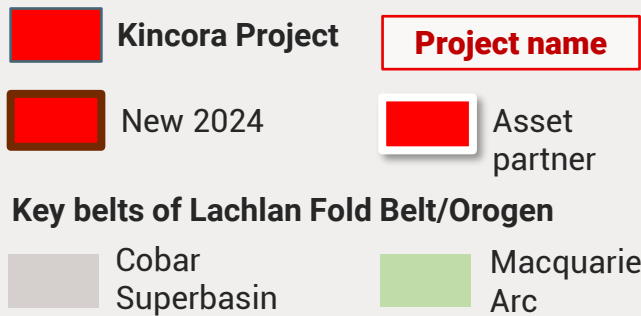 Kincora Project
Project name
New 2024
Asset
partner
Key belts of Lachlan Fold Belt/Orogen
Cobar
Superbasin
Macquarie
Arc